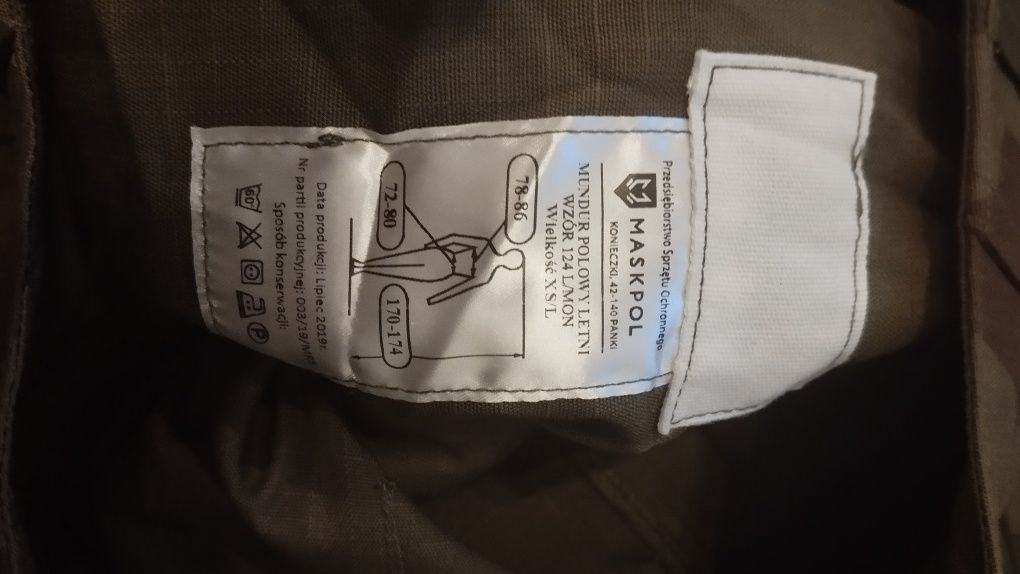 Przedsiębiorstwo Sprzętu Ochronnego
MASKPOL
KONIECZKI, 42-140 PANKI
MUNDUR POLOWY LETNI
WZÓR 124 L/MON
Wielkość X S/L
78-86
72-80
170-174
Data produkcji: Lipiec 2019r.
Nr partii produkcyjnej: 003/19/
Sposób konserwacji:
60°
P